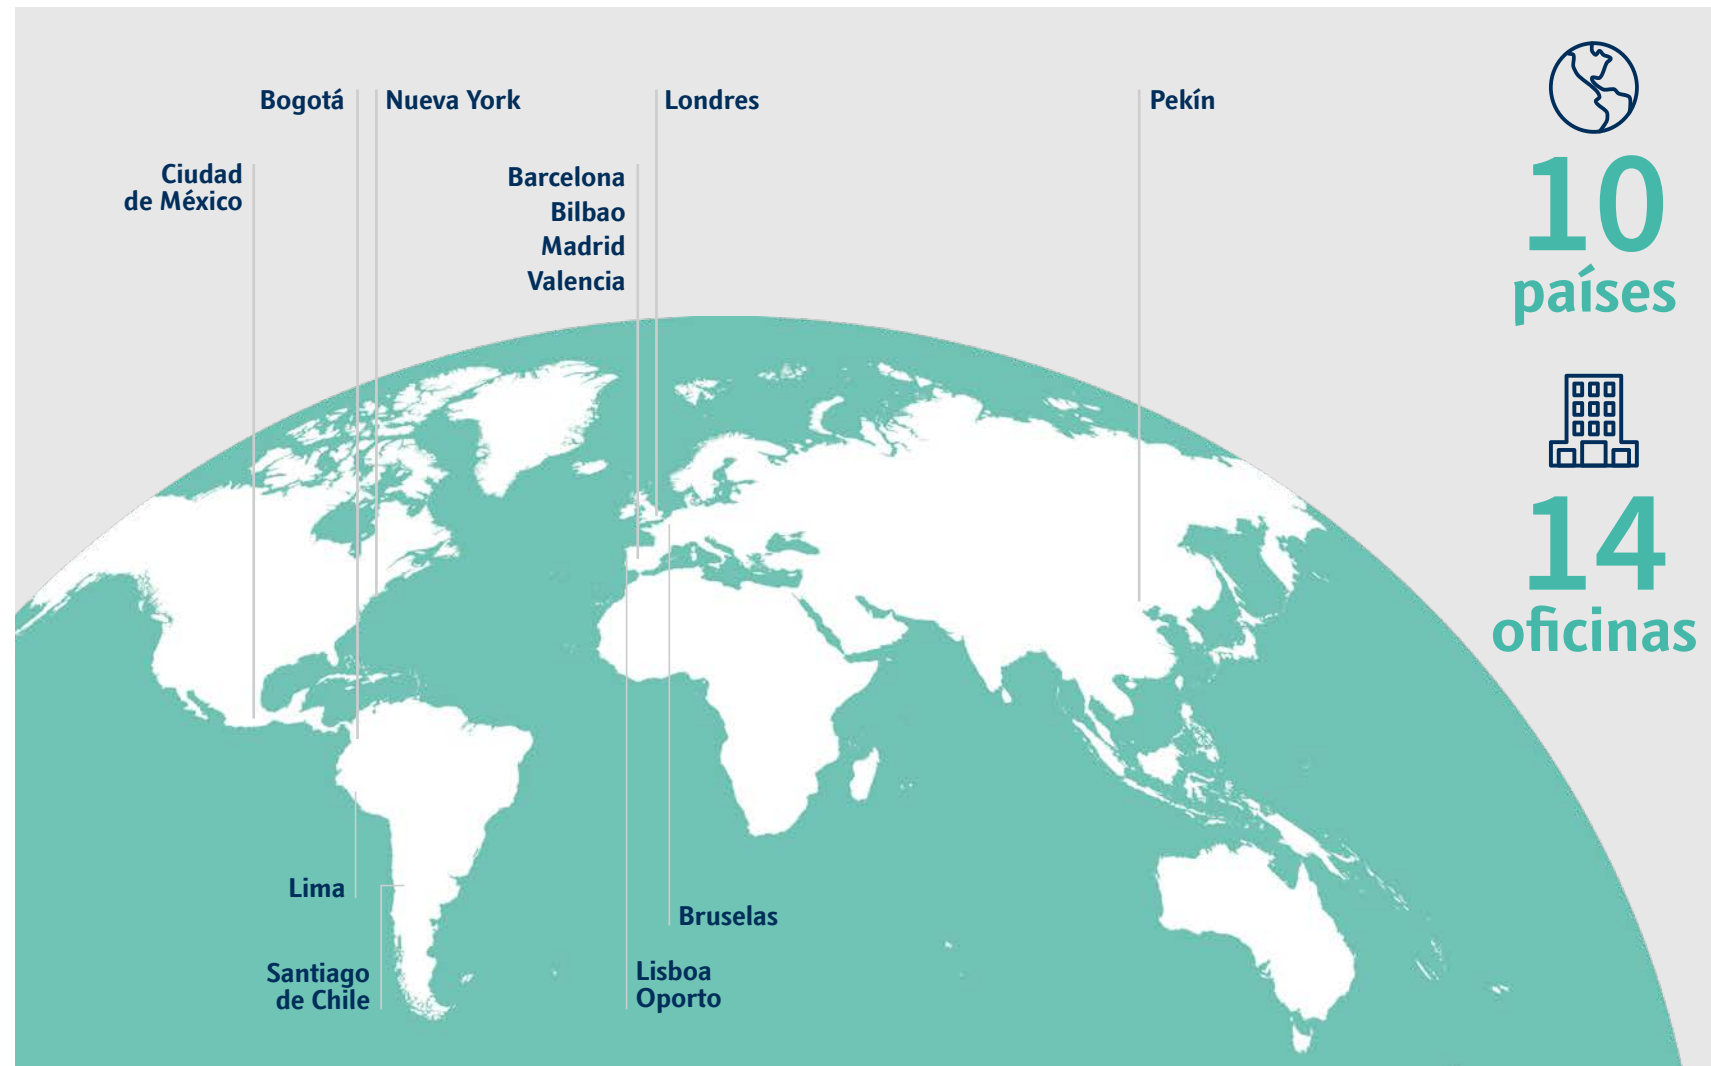 Bogotá
Nueva York
Londres
Pekín
Ciudad
de México
Barcelona
Bilbao
Madrid
Valencia
10
países
14
oficinas
Lima
Bruselas
Santiago
de Chile
Lisboa
Oporto